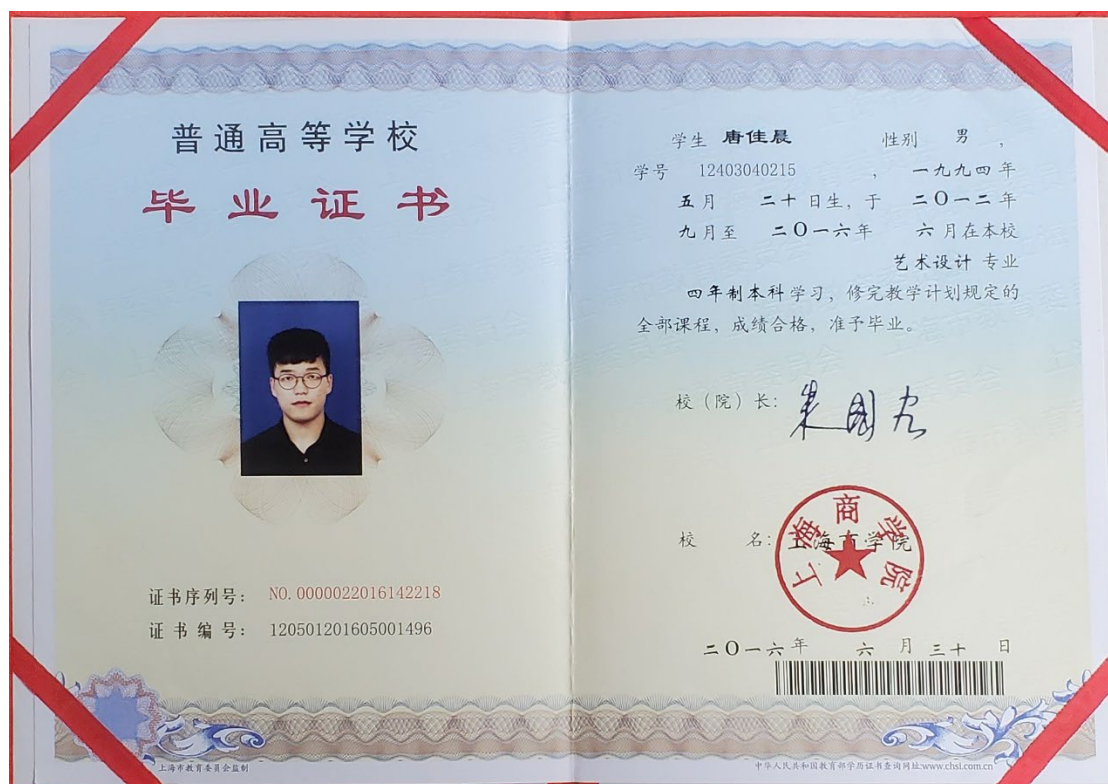 普通高等学校
毕业证书
证书序列号: NO. 0000022016142218
证书编号: 120501201605001496
上海市教育委员会监制
学生 唐佳晨 性别 男 ,
学号 12403040215 , 一九九四年
五月 二十日生, 于 二〇一二年
九月至 二〇一六年 六月在本校
艺术设计 专业
四年制本科学习, 修完教学计划规定的
全部课程, 成绩合格, 准予毕业。
校(院)长:
校 名: 上海商学院
上海商学院
二〇一六年 六 月 三十 日
中华人民共和国教育部学历证书查询网址:www.chsi.com.cn